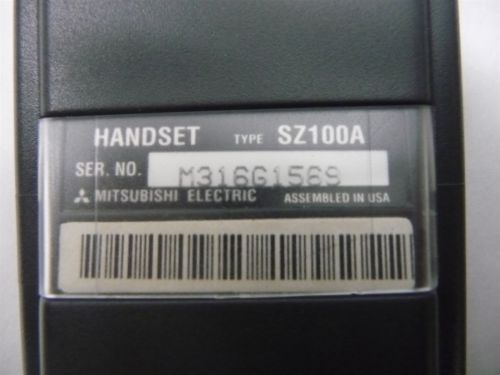 HANDSET TYPE SZ100A
SER. NO. M316G1569
MITSUBISHI ELECTRIC ASSEMBLED IN USA